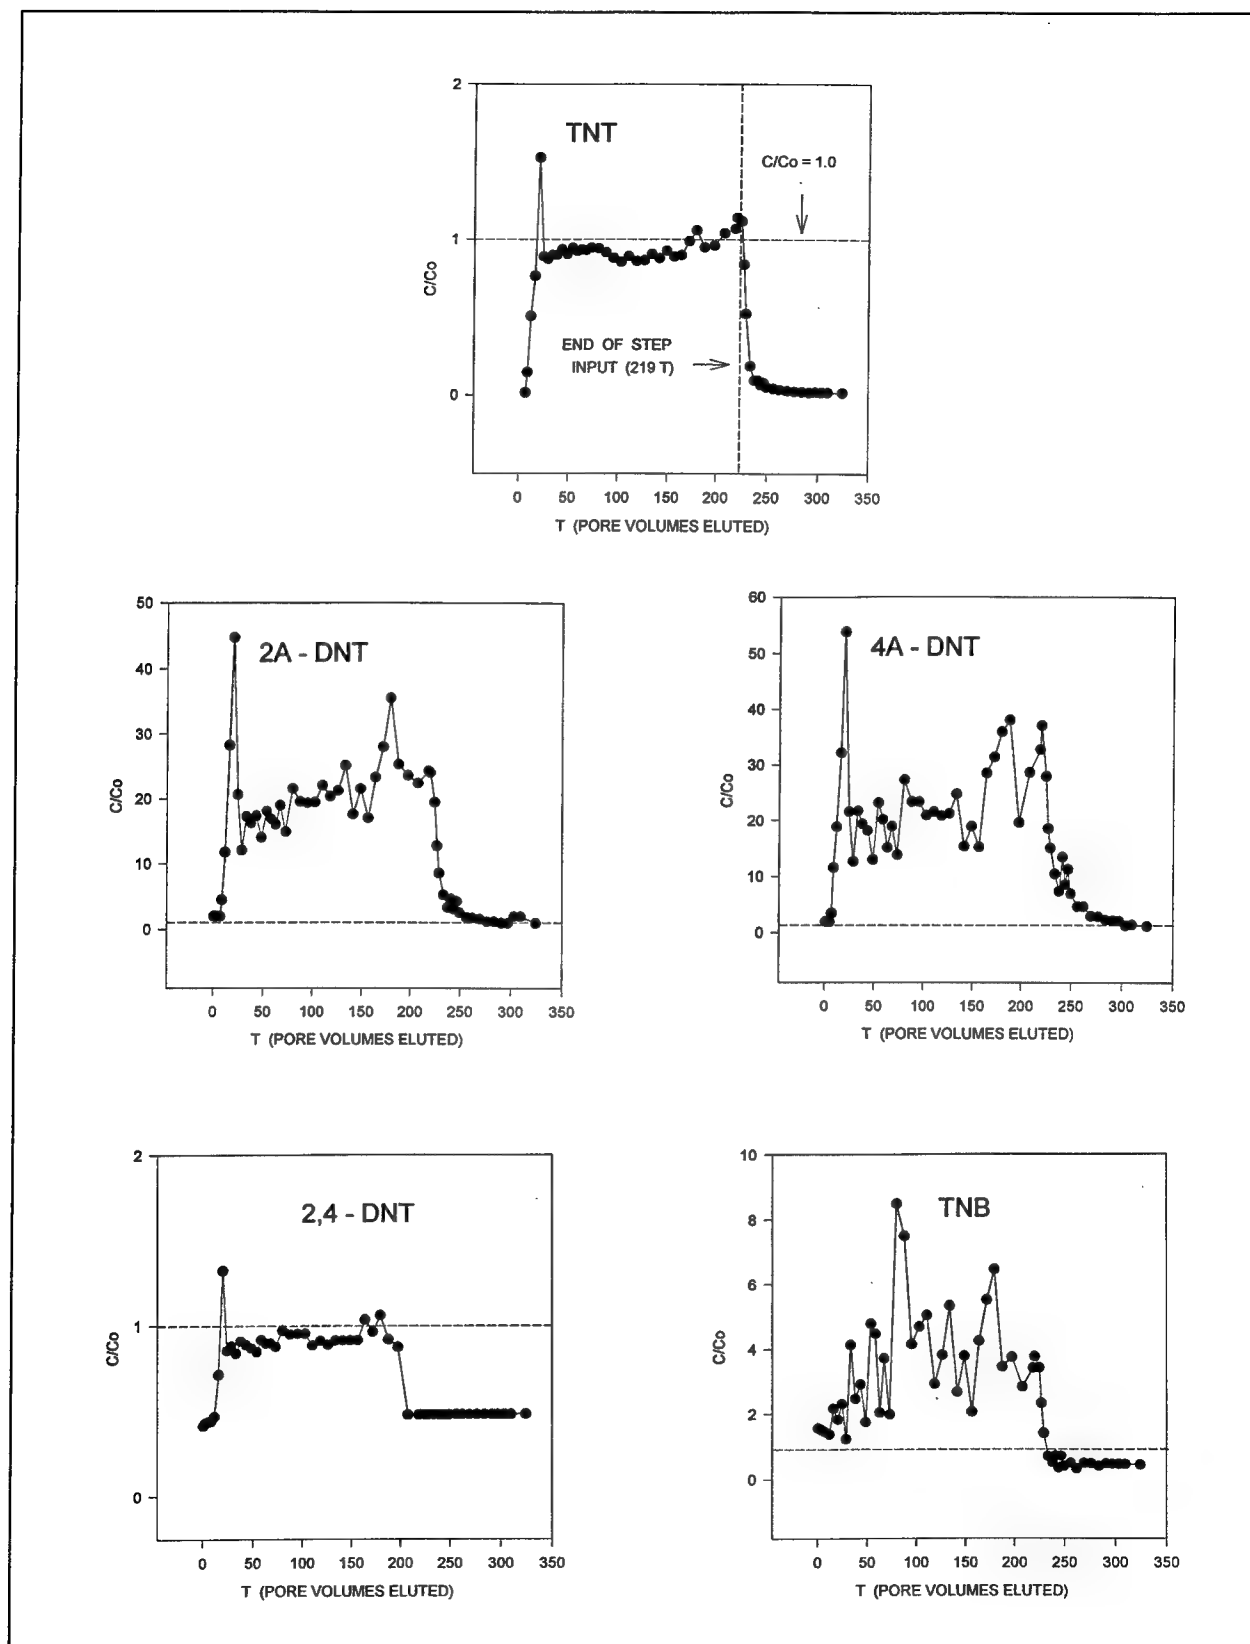 2
TNT
C/Co = 1.0
1
C/Co
END OF STEP
INPUT (219 T)
0
0 50 100 150 200 250 300 350
T (PORE VOLUMES ELUTED)
50
2A - DNT
40
30
C/Co
20
10
0
0 50 100 150 200 250 300 350
T (PORE VOLUMES ELUTED)
60
4A - DNT
50
40
30
C/Co
20
10
0
0 50 100 150 200 250 300 350
T (PORE VOLUMES ELUTED)
2
2,4 - DNT
1
C/Co
0
0 50 100 150 200 250 300 350
T (PORE VOLUMES ELUTED)
10
TNB
8
6
C/Co
4
2
0
0 50 100 150 200 250 300 350
T (PORE VOLUMES ELUTED)